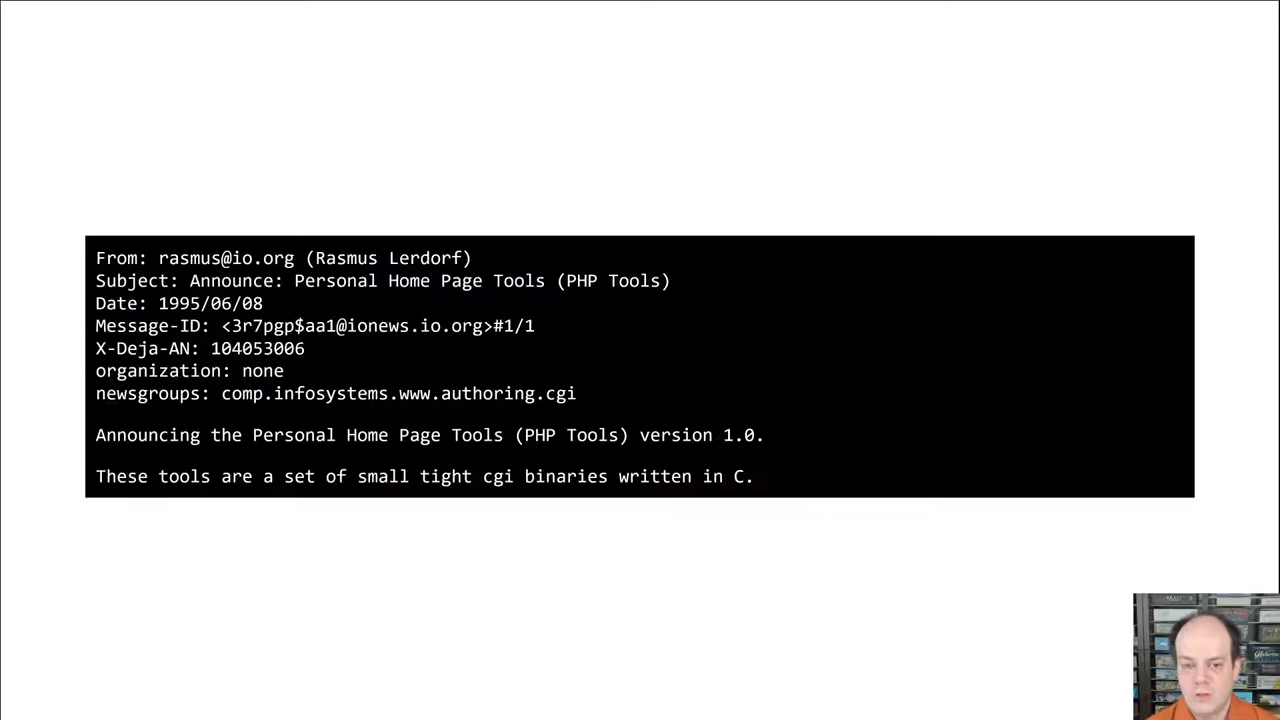 From: rasmus@io.org (Rasmus Lerdorf)
Subject: Announce: Personal Home Page Tools (PHP Tools)
Date: 1995/06/08
Message-ID: <3r7pgp$aa1@ionews.io.org>#1/1
X-Deja-AN: 104053006
organization: none
newsgroups: comp.infosystems.www.authoring.cgi
Announcing the Personal Home Page Tools (PHP Tools) version 1.0.
These tools are a set of small tight cgi binaries written in C.